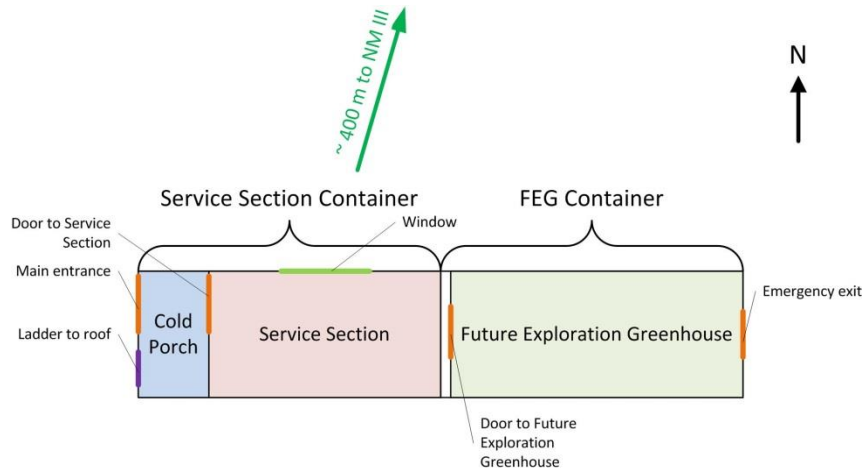 ~ 400 m to NM III
N
Service Section Container
FEG Container
Door to Service
Section
Window
Main entrance
Emergency exit
Ladder to roof
Cold
Porch
Service Section
Future Exploration Greenhouse
Door to Future
Exploration
Greenhouse